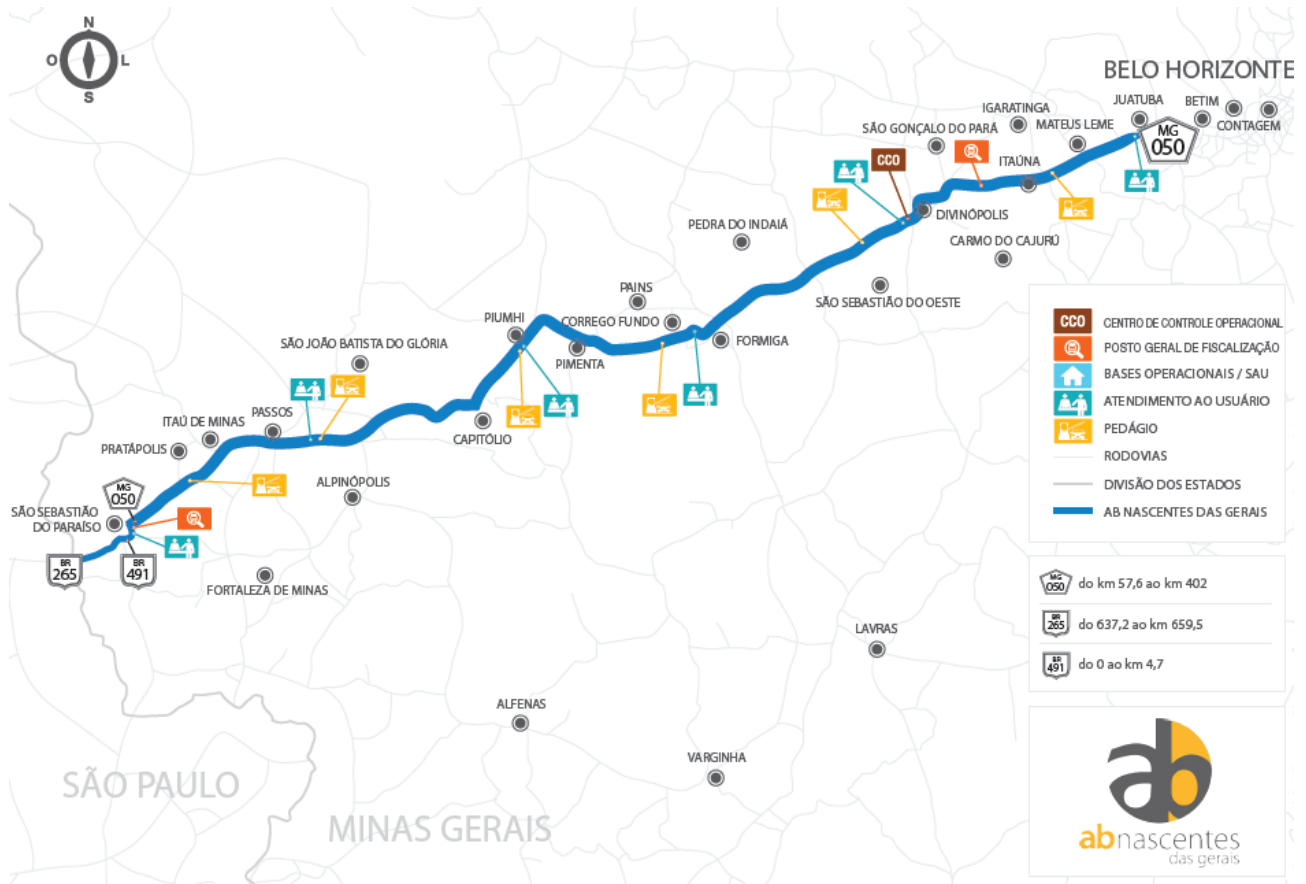 N
O
L
S
BELO HORIZONTE
JUATUBA
BETIM
IGARATINGA
CONTAGEM
SÃO GONÇALO DO PARÁ
MATEUS LEME
MG
050
CCO
ITAÚNA
DIVINÓPOLIS
PEDRA DO INDAIÁ
CARMO DO CAJURÚ
PAINS
SÃO SEBASTIÃO DO OESTE
PIUMHI
CORREGO FUNDO
FORMIGA
SÃO JOÃO BATISTA DO GLÓRIA
PIMENTA
ITAÚ DE MINAS
PASSOS
CAPITÓLIO
PRATÁPOLIS
ALPINÓPOLIS
MG
050
SÃO SEBASTIÃO
DO PARAÍSO
BR
265
BR
491
FORTALEZA DE MINAS
LAVRAS
ALFENAS
VARGINHA
SÃO PAULO
MINAS GERAIS
CCO CENTRO DE CONTROLE OPERACIONAL
POSTO GERAL DE FISCALIZAÇÃO
BASES OPERACIONAIS / SAU
ATENDIMENTO AO USUÁRIO
PEDÁGIO
RODOVIAS
DIVISÃO DOS ESTADOS
AB NASCENTES DAS GERAIS
MG
050 do km 57,6 ao km 402
BR
265 do 637,2 ao km 659,5
BR
491 do 0 ao km 4,7
ab
abnascentes
das gerais